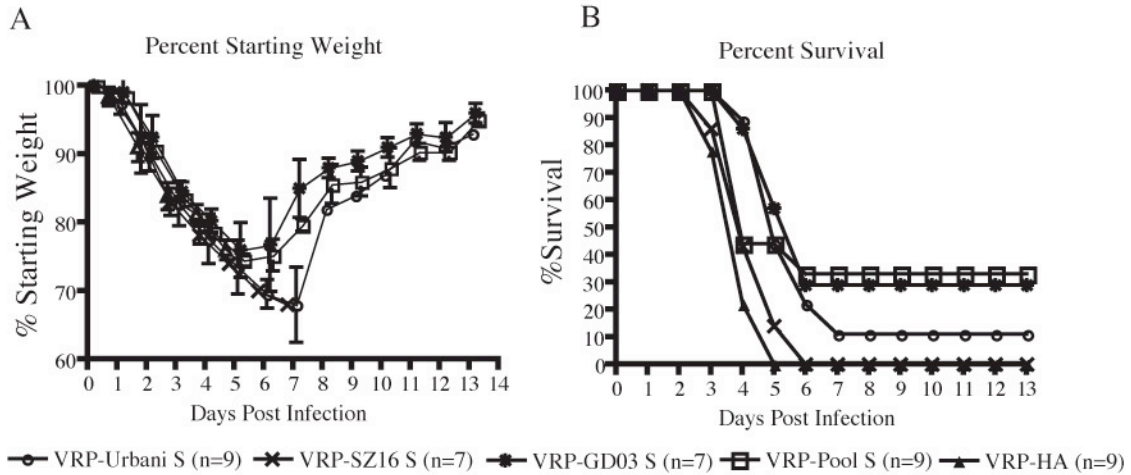 A
Percent Starting Weight
% Starting Weight
100
90
80
70
60
0 1 2 3 4 5 6 7 8 9 10 11 12 13 14
Days Post Infection
B
Percent Survival
%Survival
100
90
80
70
60
50
40
30
20
10
0
0 1 2 3 4 5 6 7 8 9 10 11 12 13
Days Post Infection
VRP-Urbani S (n=9) VRP-SZ16 S (n=7) VRP-GD03 S (n=7) VRP-Pool S (n=9) VRP-HA (n=9)